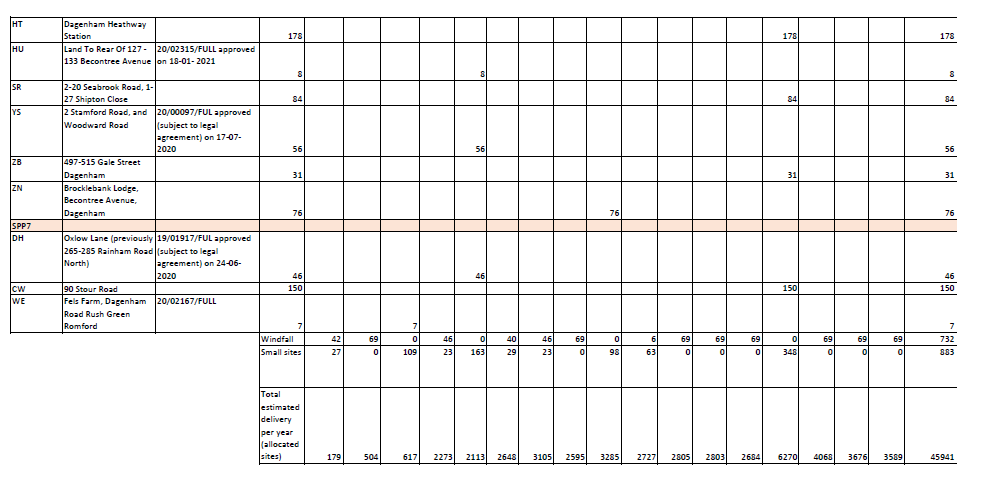 HT Dagenham Heathway
Station 178 178 178
HU Land To Rear Of 127 - 20/02315/FULL approved
133 Becontree Avenue on 18-01- 2021
8 8 8
SR 2-20 Seabrook Road, 1-
27 Shipton Close 84 84 84
YS 2 Stamford Road, and 20/00097/FUL approved
Woodward Road (subject to legal
agreement) on 17-07-
2020 56 56 56
ZB 497-515 Gale Street
Dagenham 31 31 31
ZN Brocklebank Lodge,
Becontree Avenue,
Dagenham 76 76 76
SPP7
DH Oxlow Lane (previously 19/01917/FUL approved
265-285 Rainham Road (subject to legal
North) agreement) on 24-06-
2020 46 46 46
CW 90 Stour Road 150 150 150
WE Fels Farm, Dagenham 20/02167/FULL
Road Rush Green
Romford 7 7 7
Windfall 42 69 0 46 0 40 46 69 0 6 69 69 69 0 69 69 69 732
Small sites 27 0 109 23 163 29 23 0 98 63 0 0 0 348 0 0 0 883
Total
estimated
delivery
per year
(allocated
sites) 179 504 617 2273 2113 2648 3105 2595 3285 2727 2805 2803 2684 6270 4068 3676 3589 45941